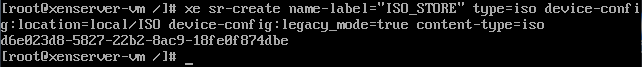 [root@xenserver-vm /]# xe sr-create name-label="ISO_STORE" type=iso device-confi
g:location=local/ISO device-config:legacy_mode=true content-type=iso
d6e023d8-5827-22b2-8ac9-18fe0f874dbe
[root@xenserver-vm /]# _